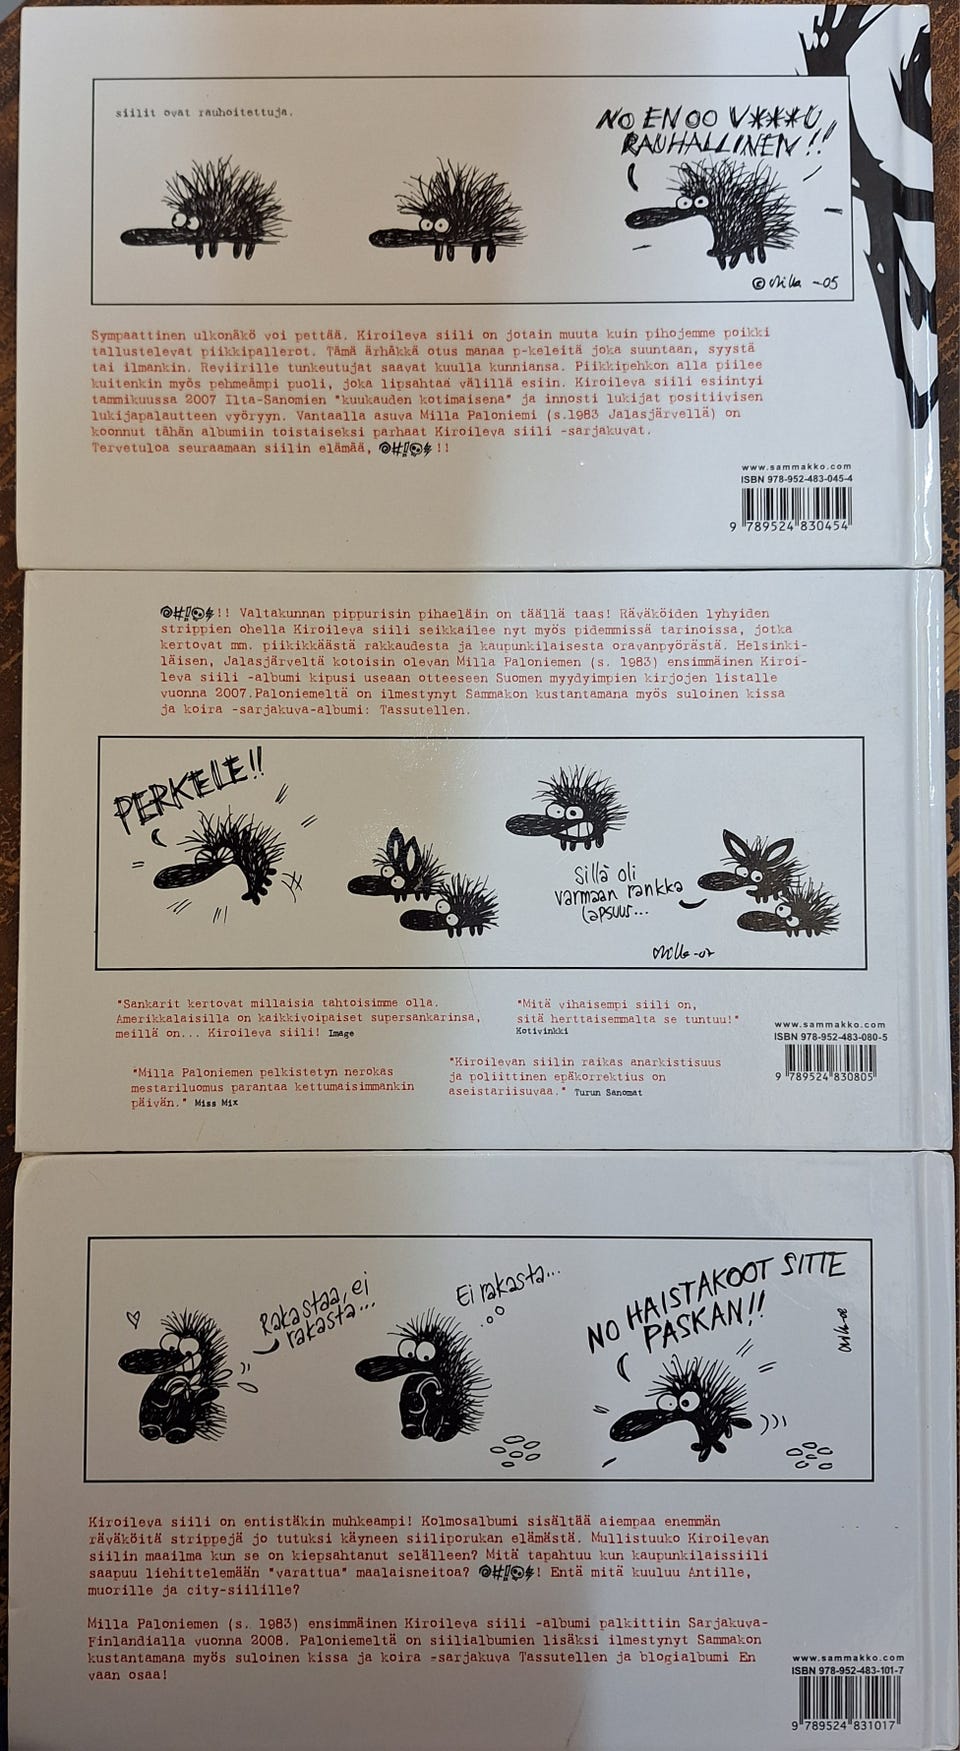 siilit ovat rauhoitettuja.
NO EN OO V***U
RAUHALLINEN!!
© Milla -05
Sympaattinen ulkonäkö voi pettää. Kiroileva siili on jotain muuta kuin pihojemme poikki
tallustelevat piikkipallerot. Tämä ärhäkkä otus manaa p-keleitä joka suuntaan, syystä
tai ilmankin. Reviirille tunkeutujat saavat kuulla kunniansa. Piikkipehkon alla piilee
kuitenkin myös pehmeämpi puoli, joka lipsahtaa välillä esiin. Kiroileva siili esiintyi
tammikuussa 2007 Ilta-Sanomien "kuukauden kotimaisena" ja innosti lukijat positiivisen
lukijapalautteen vyöryyn. Vantaalla asuva Milla Paloniemi (s.1983 Jalasjärvellä) on
koonnut tähän albumiin toistaiseksi parhaat Kiroileva siili -sarjakuvat.
Tervetuloa seuraamaan siilin elämää, @#!☠⚡!!
www.sammakko.com
ISBN 978-952-483-045-4
9 789524 830454
@#!☠⚡!! Valtakunnan pippurisin pihaeläin on täällä taas! Räväköiden lyhyiden
strippien ohella Kiroileva siili seikkailee nyt myös pidemmissä tarinoissa, jotka
kertovat mm. piikikkäästä rakkaudesta ja kaupunkilaisesta oravanpyörästä. Helsinki-
läisen, Jalasjärveltä kotoisin olevan Milla Paloniemen (s. 1983) ensimmäinen Kiroi-
leva siili -albumi kipusi useaan otteeseen Suomen myydyimpien kirjojen listalle
vuonna 2007.Paloniemeltä on ilmestynyt Sammakon kustantamana myös suloinen kissa
ja koira -sarjakuva-albumi: Tassutellen.
PERKELE!!
Sillä oli
varmaan rankka
lapsuus...
Milla -07
"Sankarit kertovat millaisia tahtoisimme olla.
Amerikkalaisilla on kaikkivoipaiset supersankarinsa,
meillä on... Kiroileva siili! Image
"Mitä vihaisempi siili on,
sitä herttaisemmalta se tuntuu!"
Kotivinkki
www.sammakko.com
ISBN 978-952-483-080-5
9 789524 830805
"Milla Paloniemen pelkistetyn nerokas
mestariluomus parantaa kettumaisimmankin
päivän." Miss Mix
"Kiroilevan siilin raikas anarkistisuus
ja poliittinen epäkorrektius on
aseistariisuvaa." Turun Sanomat
Rakastaa, ei
rakasta...
Ei rakasta...
NO HAISTAKOOT SITTE
PASKAN!!
Milla -08
Kiroileva siili on entistäkin muhkeampi! Kolmosalbumi sisältää aiempaa enemmän
räväköitä strippejä jo tutuksi käyneen siiliporukan elämästä. Mullistuuko Kiroilevan
siilin maailma kun se on kiepsahtanut selälleen? Mitä tapahtuu kun kaupunkilaissiili
saapuu liehittelemään "varattua" maalaisneitoa? @#!☠⚡! Entä mitä kuuluu Antille,
muorille ja city-siilille?
Milla Paloniemen (s. 1983) ensimmäinen Kiroileva siili -albumi palkittiin Sarjakuva-
Finlandialla vuonna 2008. Paloniemeltä on siilialbumien lisäksi ilmestynyt Sammakon
kustantamana myös suloinen kissa ja koira -sarjakuva Tassutellen ja blogialbumi En
vaan osaa!
www.sammakko.com
ISBN 978-952-483-101-7
9 789524 831017